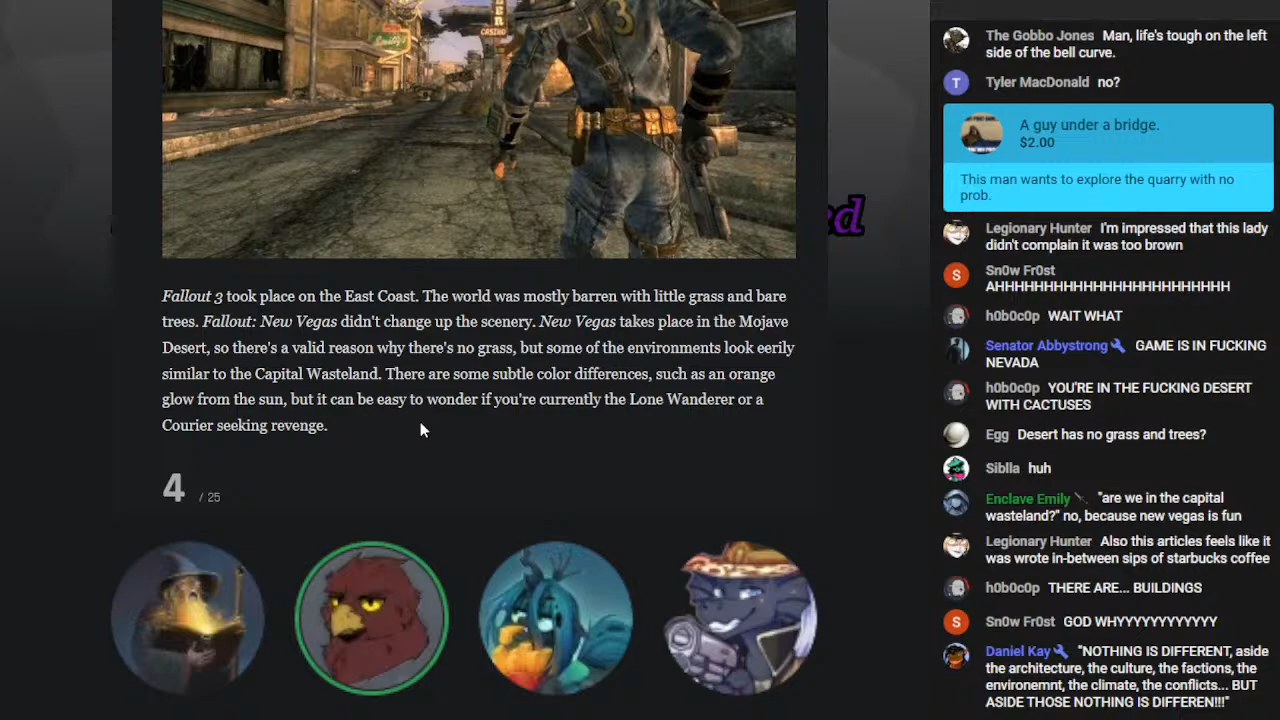 3
CASINO
ed
Fallout 3 took place on the East Coast. The world was mostly barren with little grass and bare
trees. Fallout: New Vegas didn't change up the scenery. New Vegas takes place in the Mojave
Desert, so there's a valid reason why there's no grass, but some of the environments look eerily
similar to the Capital Wasteland. There are some subtle color differences, such as an orange
glow from the sun, but it can be easy to wonder if you're currently the Lone Wanderer or a
Courier seeking revenge.
4 / 25
The Gobbo Jones Man, life's tough on the left
side of the bell curve.
T
Tyler MacDonald no?
A guy under a bridge.
$2.00
This man wants to explore the quarry with no
prob.
Legionary Hunter I'm impressed that this lady
didn't complain it was too brown
S
Sn0w Fr0st
AHHHHHHHHHHHHHHHHHHHHHHHH
h0b0c0p WAIT WHAT
Senator Abbystrong GAME IS IN FUCKING
NEVADA
h0b0c0p YOU'RE IN THE FUCKING DESERT
WITH CACTUSES
Egg Desert has no grass and trees?
Siblla huh
Enclave Emily "are we in the capital
wasteland?" no, because new vegas is fun
Legionary Hunter Also this articles feels like it
was wrote in-between sips of starbucks coffee
h0b0c0p THERE ARE... BUILDINGS
S
Sn0w Fr0st GOD WHYYYYYYYYYYYY
Daniel Kay "NOTHING IS DIFFERENT, aside
the architecture, the culture, the factions, the
environemnt, the climate, the conflicts... BUT
ASIDE THOSE NOTHING IS DIFFEREN!!!"